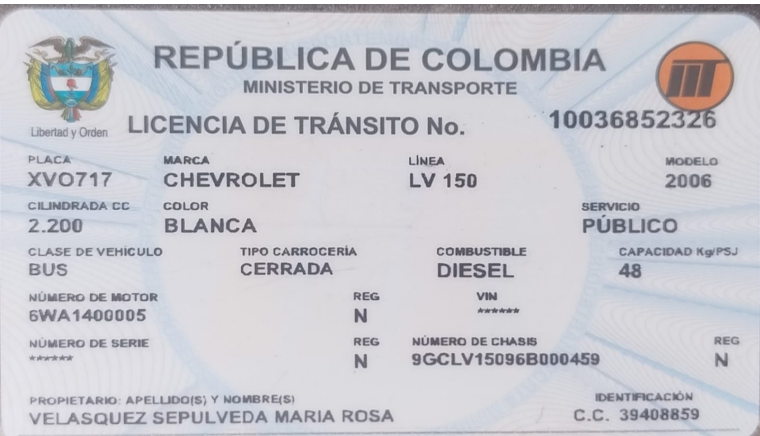 REPÚBLICA DE COLOMBIA
MINISTERIO DE TRANSPORTE
Libertad y Orden
LICENCIA DE TRÁNSITO No. 10036852326
PLACA MARCA LÍNEA MODELO
XVO717 CHEVROLET LV 150 2006
CILINDRADA CC COLOR SERVICIO
2.200 BLANCA PÚBLICO
CLASE DE VEHÍCULO TIPO CARROCERÍA COMBUSTIBLE CAPACIDAD Kg/PSJ
BUS CERRADA DIESEL 48
NÚMERO DE MOTOR REG VIN
6WA1400005 N ******
NÚMERO DE SERIE REG NÚMERO DE CHASIS REG
****** N 9GCLV15096B000459 N
PROPIETARIO: APELLIDO(S) Y NOMBRE(S) IDENTIFICACIÓN
VELASQUEZ SEPULVEDA MARIA ROSA C.C. 39408859